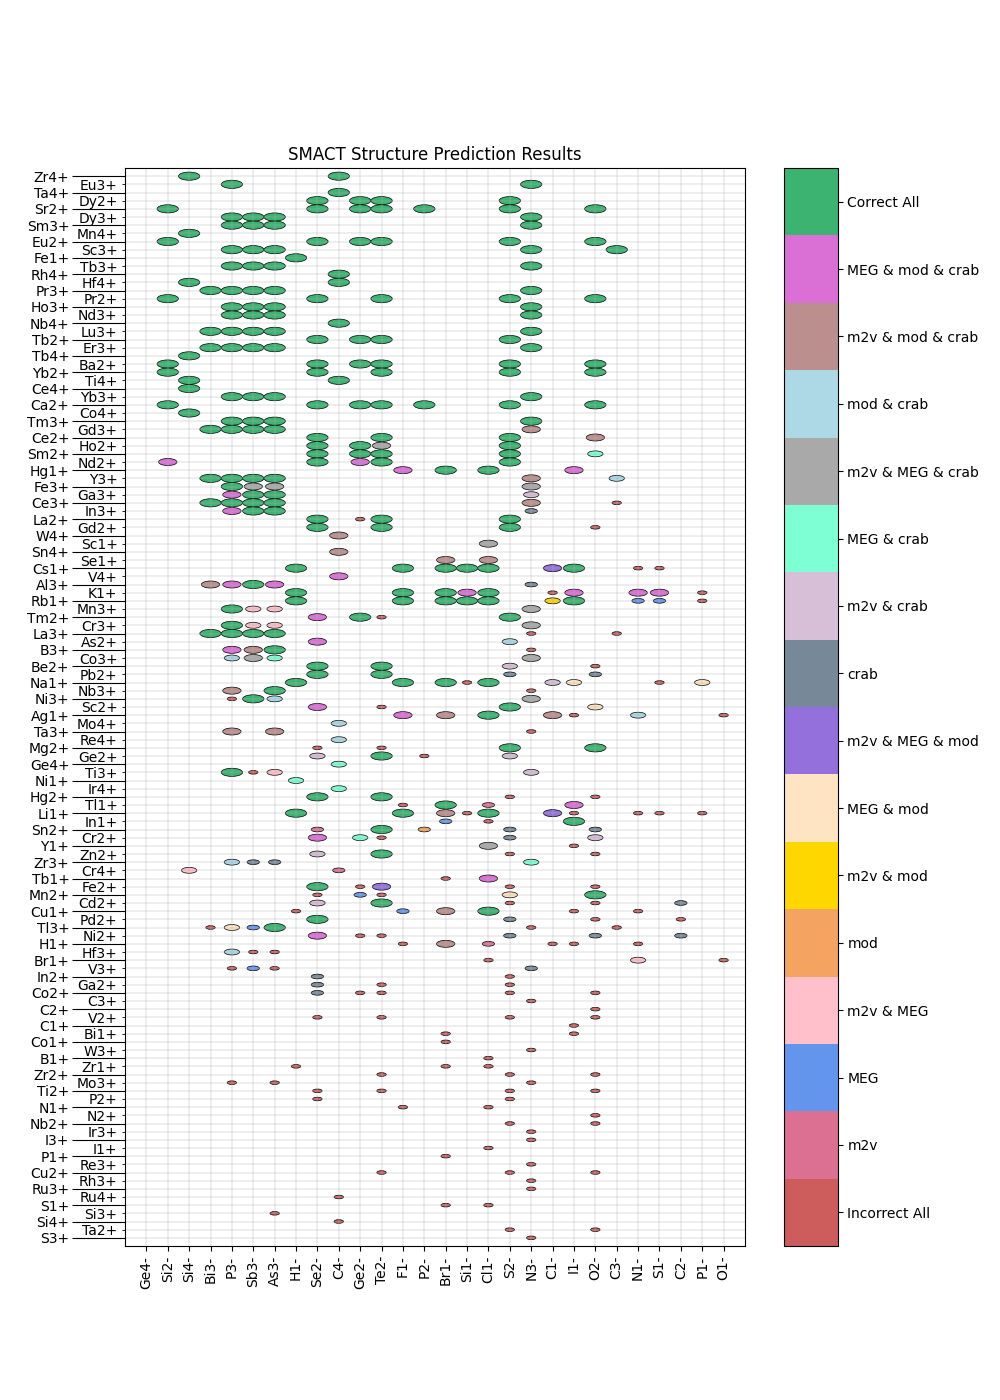 SMACT Structure Prediction Results
Zr4+
Eu3+
Ta4+
Dy2+
Sr2+
Dy3+
Sm3+
Mn4+
Eu2+
Sc3+
Fe1+
Tb3+
Rh4+
Hf4+
Pr3+
Pr2+
Ho3+
Nd3+
Nb4+
Lu3+
Tb2+
Er3+
Tb4+
Ba2+
Yb2+
Ti4+
Ce4+
Yb3+
Ca2+
Co4+
Tm3+
Gd3+
Ce2+
Ho2+
Sm2+
Nd2+
Hg1+
Y3+
Fe3+
Ga3+
Ce3+
In3+
La2+
Gd2+
W4+
Sc1+
Sn4+
Se1+
Cs1+
V4+
Al3+
K1+
Rb1+
Mn3+
Tm2+
Cr3+
La3+
As2+
B3+
Co3+
Be2+
Pb2+
Na1+
Nb3+
Ni3+
Sc2+
Ag1+
Mo4+
Ta3+
Re4+
Mg2+
Ge2+
Ge4+
Ti3+
Ni1+
Ir4+
Hg2+
Tl1+
Li1+
In1+
Sn2+
Cr2+
Y1+
Zn2+
Zr3+
Cr4+
Tb1+
Fe2+
Mn2+
Cd2+
Cu1+
Pd2+
Tl3+
Ni2+
H1+
Hf3+
Br1+
V3+
In2+
Ga2+
Co2+
C3+
C2+
V2+
C1+
Bi1+
Co1+
W3+
B1+
Zr1+
Zr2+
Mo3+
Ti2+
P2+
N1+
N2+
Nb2+
Ir3+
I3+
I1+
P1+
Re3+
Cu2+
Rh3+
Ru3+
Ru4+
S1+
Si3+
Si4+
Ta2+
S3+
Ge4-
Si2-
Si4-
Bi3-
P3-
Sb3-
As3-
H1-
Se2-
C4-
Ge2-
Te2-
F1-
P2-
Br1-
Si1-
Cl1-
S2-
N3-
C1-
I1-
O2-
C3-
N1-
S1-
C2-
P1-
O1-
Correct All
MEG & mod & crab
m2v & mod & crab
mod & crab
m2v & MEG & crab
MEG & crab
m2v & crab
crab
m2v & MEG & mod
MEG & mod
m2v & mod
mod
m2v & MEG
MEG
m2v
Incorrect All